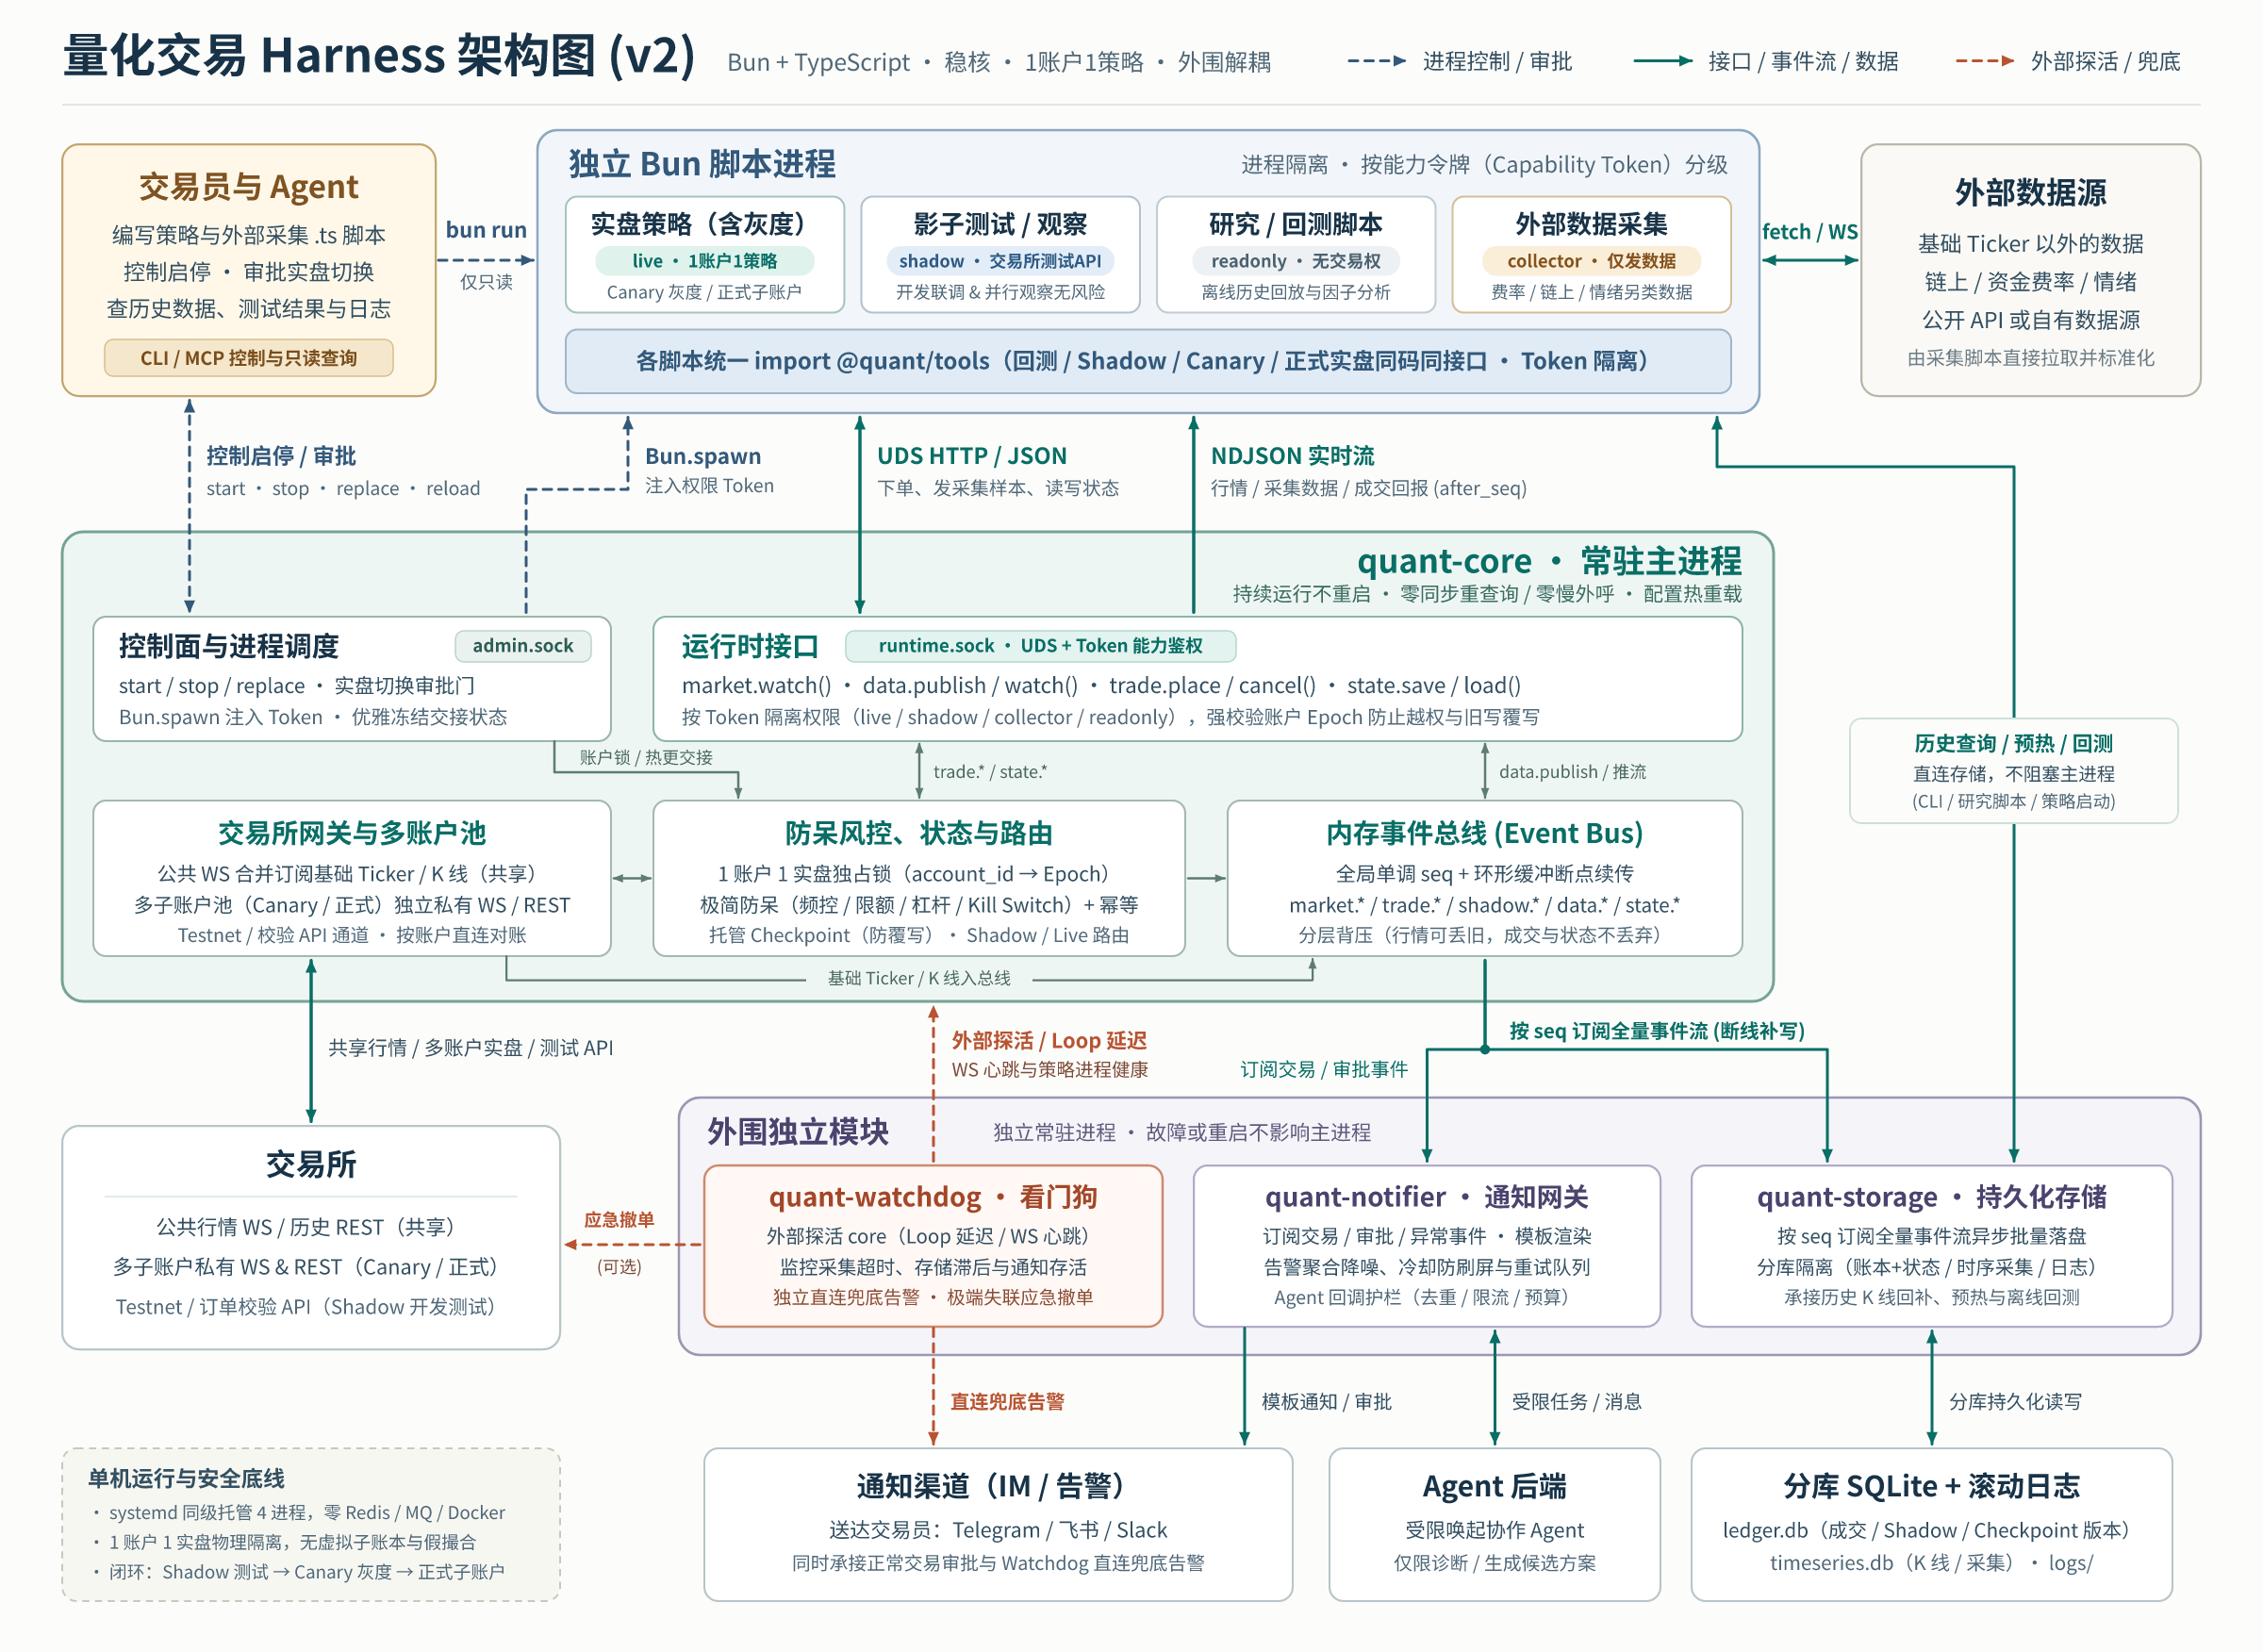 量化交易 Harness 架构图 (v2)
Bun + TypeScript · 稳核 · 1账户1策略 · 外围解耦
进程控制 / 审批
接口 / 事件流 / 数据
外部探活 / 兜底
交易员与 Agent
编写策略与外部采集 .ts 脚本
控制启停 · 审批实盘切换
查历史数据、测试结果与日志
CLI / MCP 控制与只读查询
bun run
仅只读
独立 Bun 脚本进程
进程隔离 · 按能力令牌（Capability Token）分级
实盘策略（含灰度）
live · 1账户1策略
Canary 灰度 / 正式子账户
影子测试 / 观察
shadow · 交易所测试API
开发联调 & 并行观察无风险
研究 / 回测脚本
readonly · 无交易权
离线历史回放与因子分析
外部数据采集
collector · 仅发数据
费率 / 链上 / 情绪另类数据
各脚本统一 import @quant/tools（回测 / Shadow / Canary / 正式实盘同码同接口 · Token 隔离）
fetch / WS
外部数据源
基础 Ticker 以外的数据
链上 / 资金费率 / 情绪
公开 API 或自有数据源
由采集脚本直接拉取并标准化
控制启停 / 审批
start · stop · replace · reload
Bun.spawn
注入权限 Token
UDS HTTP / JSON
下单、发采集样本、读写状态
NDJSON 实时流
行情 / 采集数据 / 成交回报 (after_seq)
quant-core · 常驻主进程
持续运行不重启 · 零同步重查询 / 零慢外呼 · 配置热重载
控制面与进程调度
admin.sock
start / stop / replace · 实盘切换审批门
Bun.spawn 注入 Token · 优雅冻结交接状态
运行时接口
runtime.sock · UDS + Token 能力鉴权
market.watch() · data.publish / watch() · trade.place / cancel() · state.save / load()
按 Token 隔离权限（live / shadow / collector / readonly），强校验账户 Epoch 防止越权与旧写覆写
账户锁 / 热更交接
trade.* / state.*
data.publish / 推流
历史查询 / 预热 / 回测
直连存储，不阻塞主进程
(CLI / 研究脚本 / 策略启动)
交易所网关与多账户池
公共 WS 合并订阅基础 Ticker / K 线（共享）
多子账户池（Canary / 正式）独立私有 WS / REST
Testnet / 校验 API 通道 · 按账户直连对账
防呆风控、状态与路由
1 账户 1 实盘独占锁（account_id → Epoch）
极简防呆（频控 / 限额 / 杠杆 / Kill Switch）+ 幂等
托管 Checkpoint（防覆写） · Shadow / Live 路由
内存事件总线 (Event Bus)
全局单调 seq + 环形缓冲断点续传
market.* / trade.* / shadow.* / data.* / state.*
分层背压（行情可丢旧，成交与状态不丢弃）
基础 Ticker / K 线入总线
共享行情 / 多账户实盘 / 测试 API
外部探活 / Loop 延迟
WS 心跳与策略进程健康
订阅交易 / 审批事件
按 seq 订阅全量事件流 (断线补写)
交易所
公共行情 WS / 历史 REST（共享）
多子账户私有 WS & REST（Canary / 正式）
Testnet / 订单校验 API（Shadow 开发测试）
应急撤单
(可选)
外围独立模块
独立常驻进程 · 故障或重启不影响主进程
quant-watchdog · 看门狗
外部探活 core（Loop 延迟 / WS 心跳）
监控采集超时、存储滞后与通知存活
独立直连兜底告警 · 极端失联应急撤单
quant-notifier · 通知网关
订阅交易 / 审批 / 异常事件 · 模板渲染
告警聚合降噪、冷却防刷屏与重试队列
Agent 回调护栏（去重 / 限流 / 预算）
quant-storage · 持久化存储
按 seq 订阅全量事件流异步批量落盘
分库隔离（账本+状态 / 时序采集 / 日志）
承接历史 K 线回补、预热与离线回测
直连兜底告警
模板通知 / 审批
受限任务 / 消息
分库持久化读写
单机运行与安全底线
· systemd 同级托管 4 进程，零 Redis / MQ / Docker
· 1 账户 1 实盘物理隔离，无虚拟子账本与假撮合
· 闭环：Shadow 测试 → Canary 灰度 → 正式子账户
通知渠道（IM / 告警）
送达交易员：Telegram / 飞书 / Slack
同时承接正常交易审批与 Watchdog 直连兜底告警
Agent 后端
受限唤起协作 Agent
仅限诊断 / 生成候选方案
分库 SQLite + 滚动日志
ledger.db（成交 / Shadow / Checkpoint 版本）
timeseries.db（K 线 / 采集） · logs/